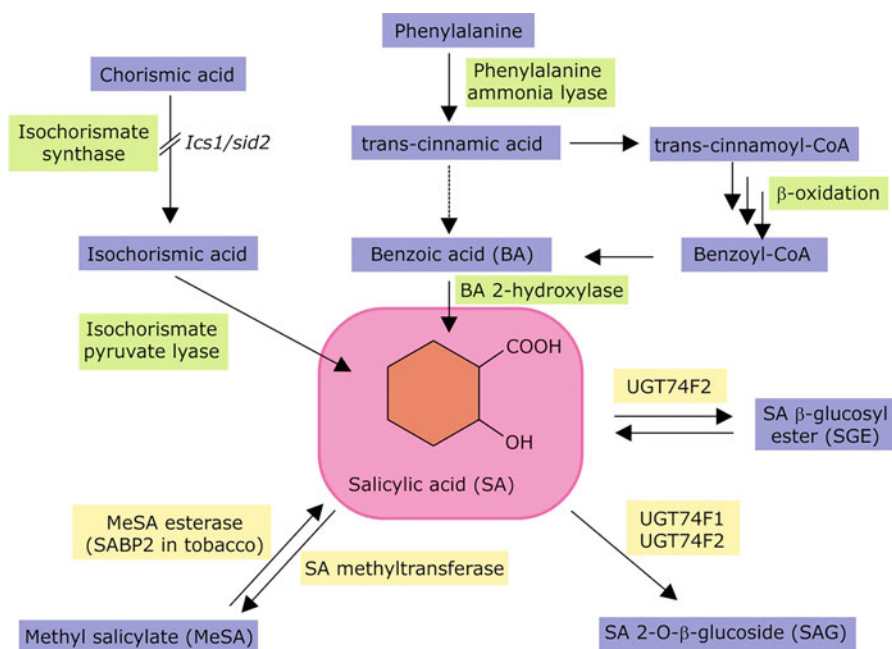 Phenylalanine
Chorismic acid
Phenylalanine
ammonia lyase
Isochorismate
synthase
Ics1/sid2
trans-cinnamic acid
trans-cinnamoyl-CoA
β-oxidation
Isochorismic acid
Benzoic acid (BA)
Benzoyl-CoA
BA 2-hydroxylase
Isochorismate
pyruvate lyase
COOH
OH
Salicylic acid (SA)
UGT74F2
SA β-glucosyl
ester (SGE)
MeSA esterase
(SABP2 in tobacco)
SA methyltransferase
UGT74F1
UGT74F2
Methyl salicylate (MeSA)
SA 2-O-β-glucoside (SAG)